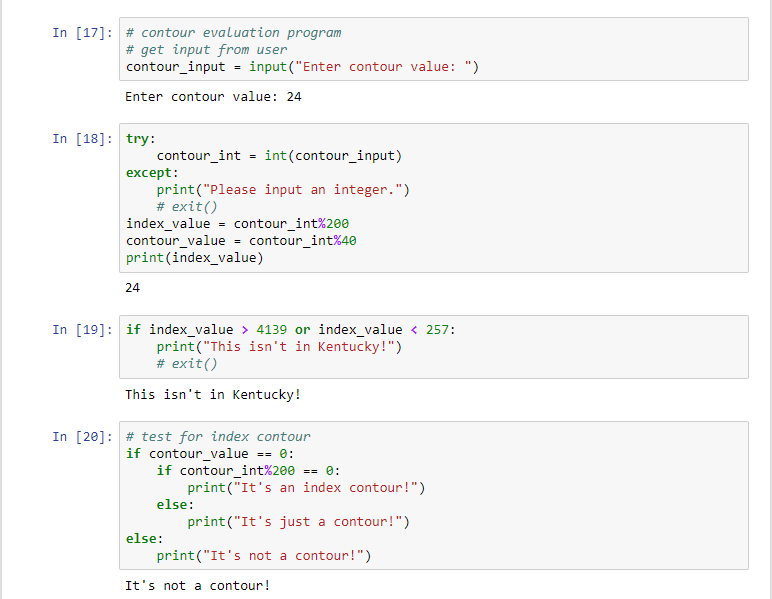 In [17]: # contour evaluation program
# get input from user
contour_input = input("Enter contour value: ")
Enter contour value: 24
In [18]: try:
    contour_int = int(contour_input)
except:
    print("Please input an integer.")
    # exit()
index_value = contour_int%200
contour_value = contour_int%40
print(index_value)
24
In [19]: if index_value > 4139 or index_value < 257:
    print("This isn't in Kentucky!")
    # exit()
This isn't in Kentucky!
In [20]: # test for index contour
if contour_value == 0:
    if contour_int%200 == 0:
        print("It's an index contour!")
    else:
        print("It's just a contour!")
else:
    print("It's not a contour!")
It's not a contour!